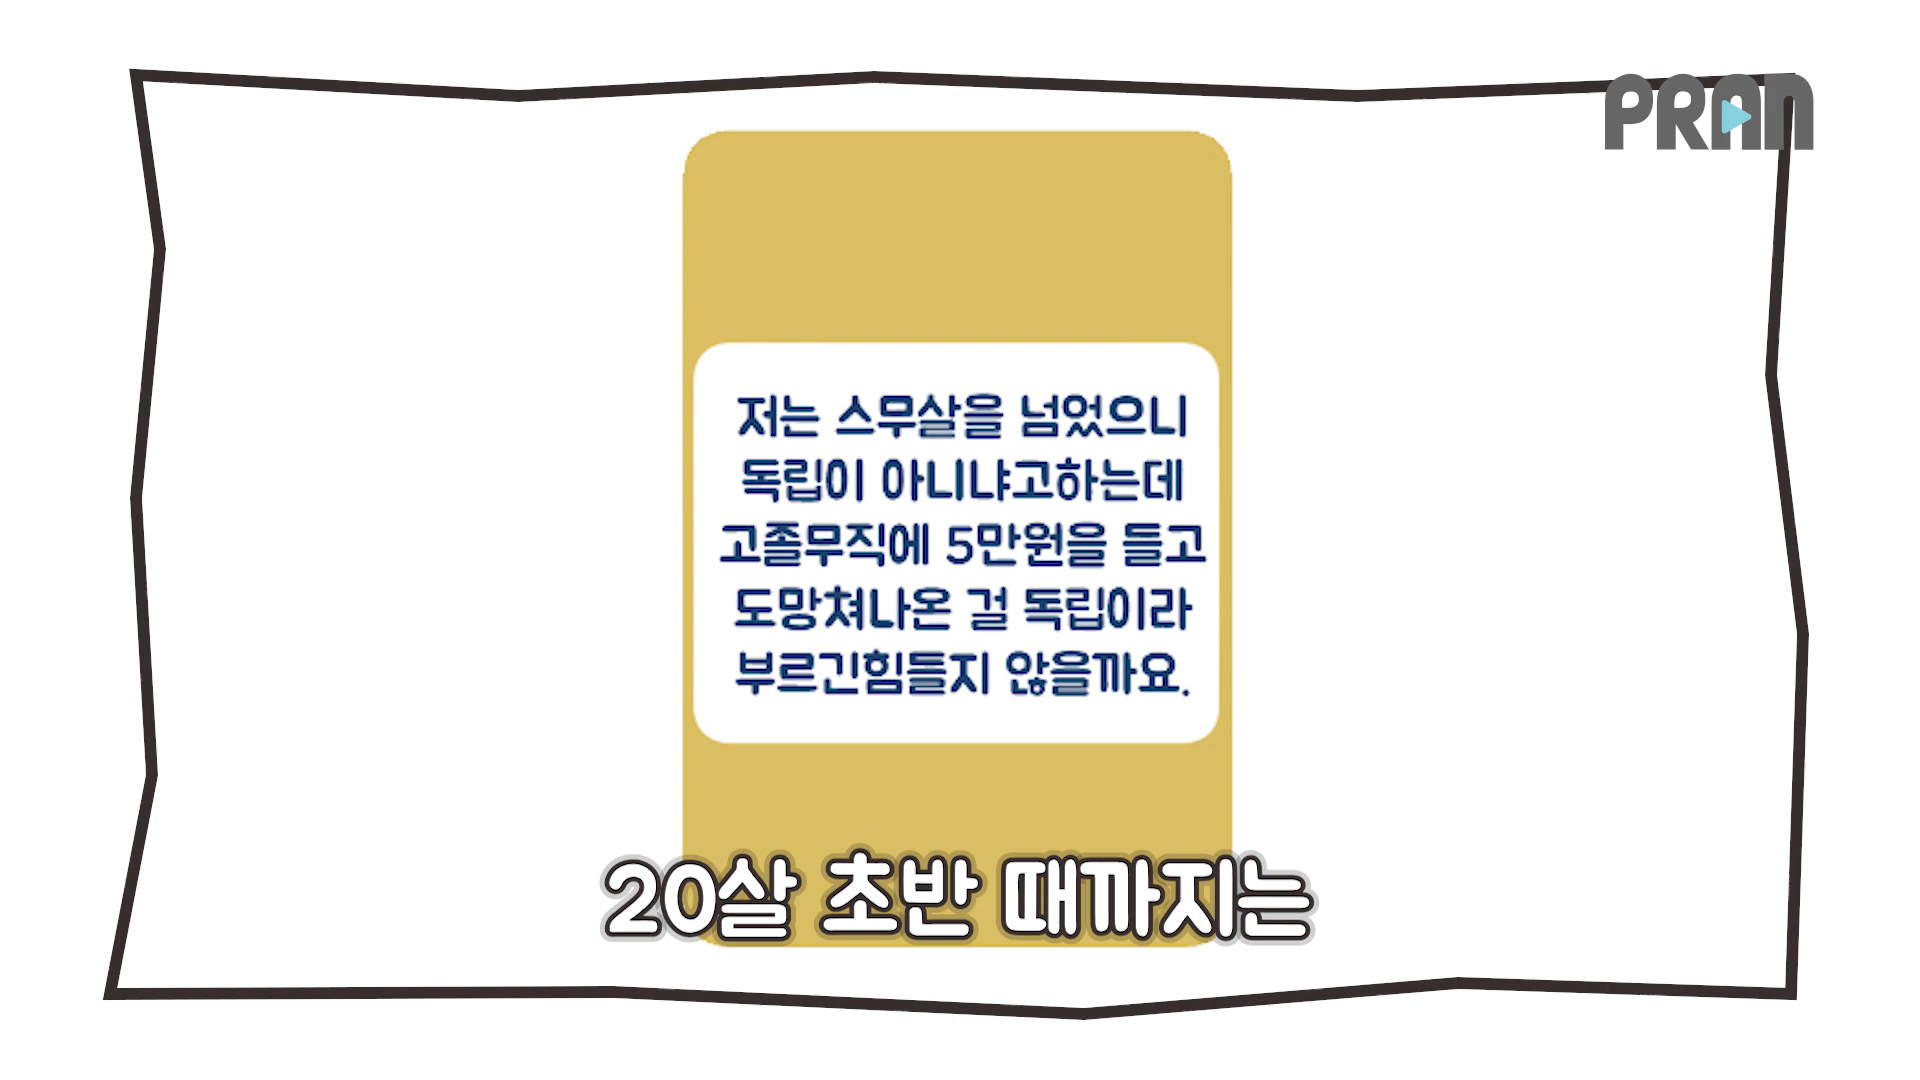 PRAN
저는 스무살을 넘었으니
독립이 아니냐고하는데
고졸무직에 5만원을 들고
도망쳐나온 걸 독립이라
부르긴힘들지 않을까요.
20살 초반 때까지는